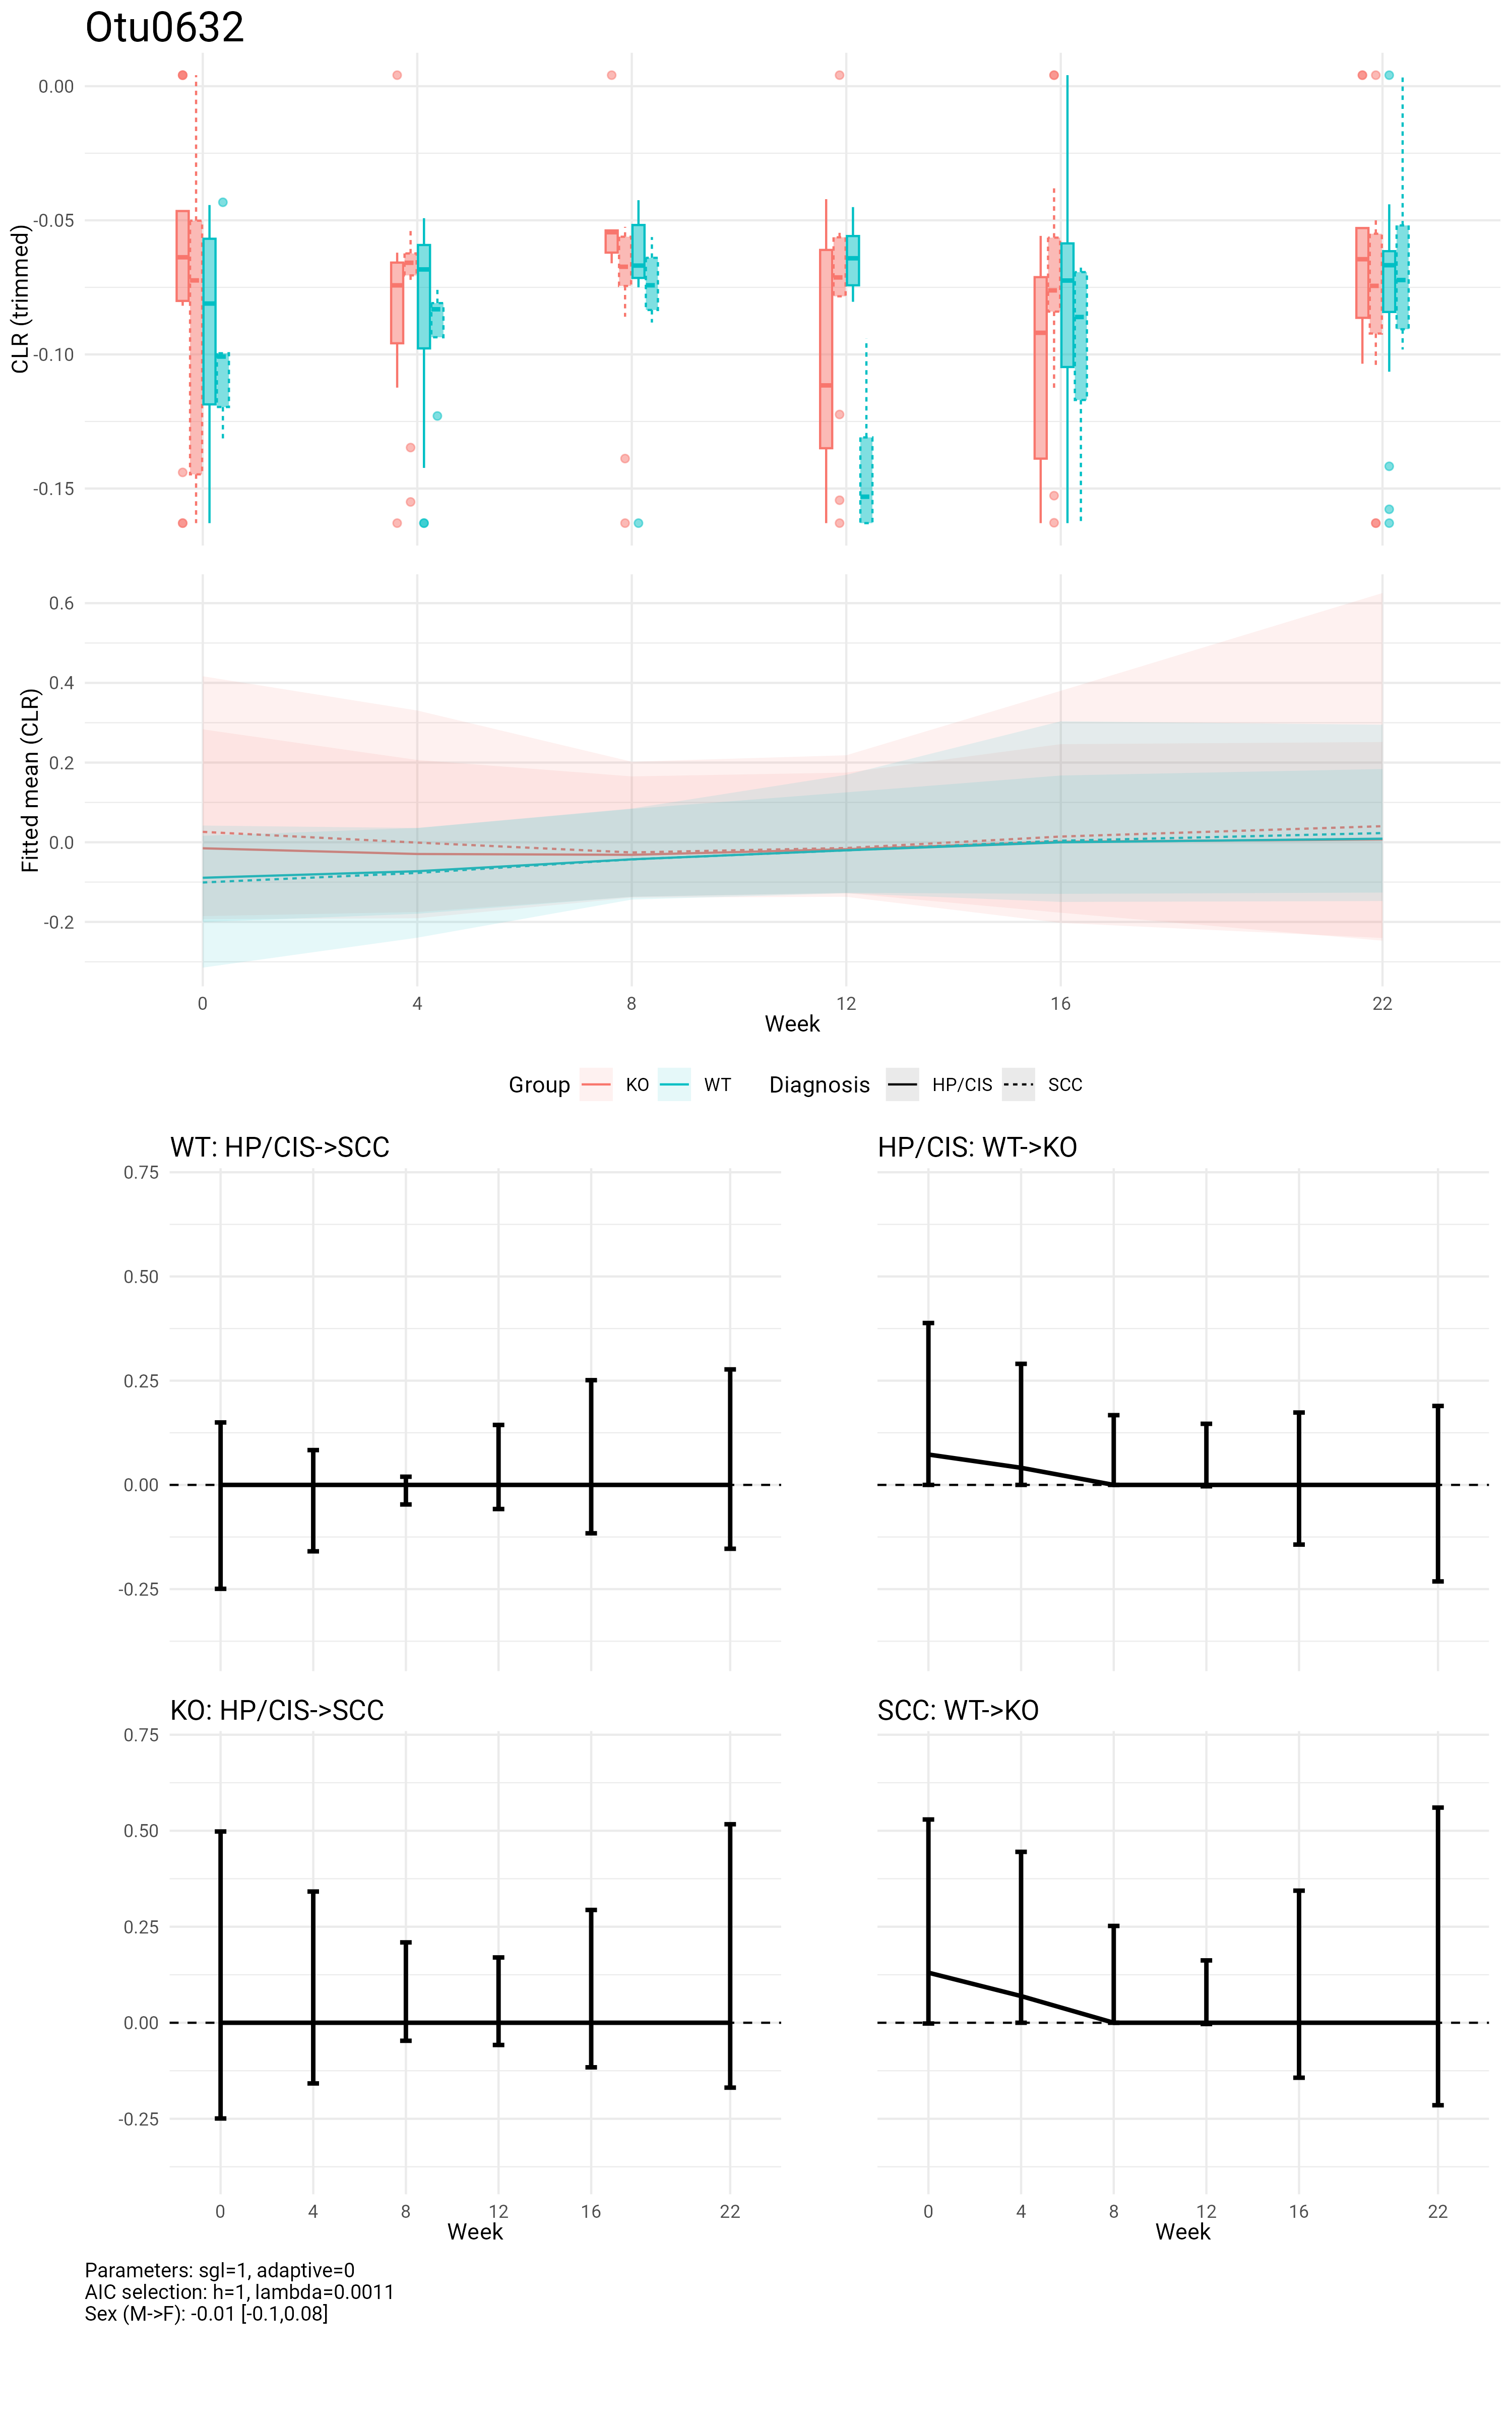 Otu0632
CLR (trimmed)
0.00
-0.05
-0.10
-0.15
Fitted mean (CLR)
0.6
0.4
0.2
0.0
-0.2
0 4 8 12 16 22
Week
Group KO WT Diagnosis HP/CIS SCC
WT: HP/CIS->SCC
0.75
0.50
0.25
0.00
-0.25
HP/CIS: WT->KO
KO: HP/CIS->SCC
0.75
0.50
0.25
0.00
-0.25
0 4 8 12 16 22
Week
SCC: WT->KO
0 4 8 12 16 22
Week
Parameters: sgl=1, adaptive=0
AIC selection: h=1, lambda=0.0011
Sex (M->F): -0.01 [-0.1,0.08]